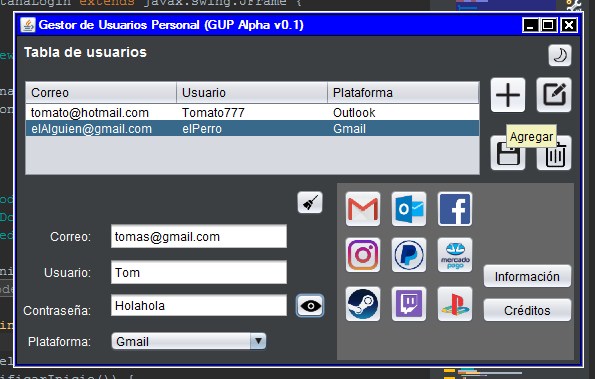 tanaLogin extends javax.swing.JFrame {
Gestor de Usuarios Personal (GUP Alpha v0.1)
Tabla de usuarios
Correo Usuario Plataforma
tomato@hotmail.com Tomato777 Outlook
elAlguien@gmail.com elPerro Gmail
Agregar
Correo: tomas@gmail.com
Usuario: Tom
Contraseña: Holahola
Plataforma: Gmail
mercado
pago
Información
Créditos
ificarInicio()) {